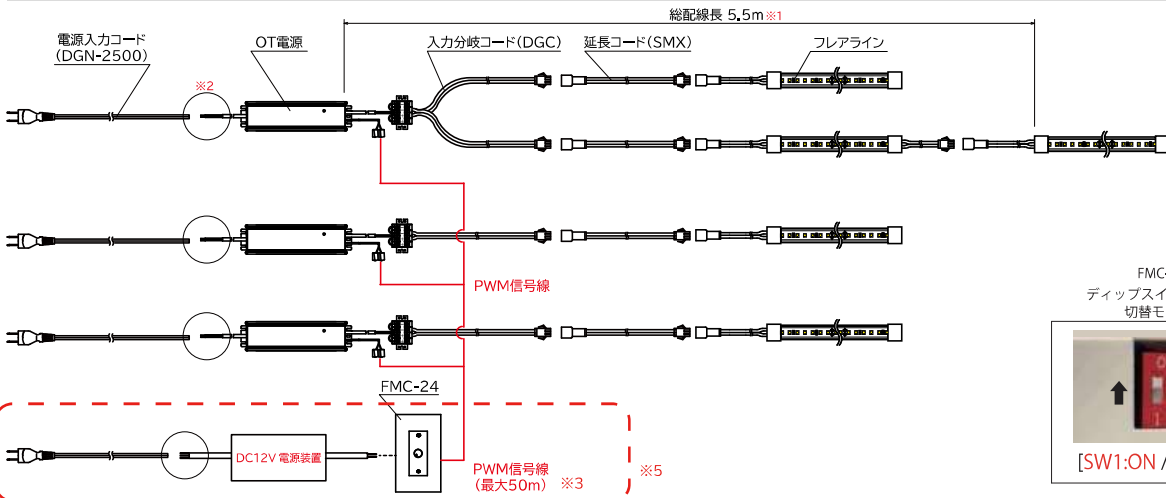 総配線長 5.5m※1
電源入力コード
(DGN-2500)
OT電源
入力分岐コード(DGC)
延長コード(SMX)
フレアライン
※2
PWM信号線
FMC-
ディップスイ
切替モ
FMC-24
DC12V 電源装置
PWM信号線
(最大50m) ※3
※5
[SW1:ON /